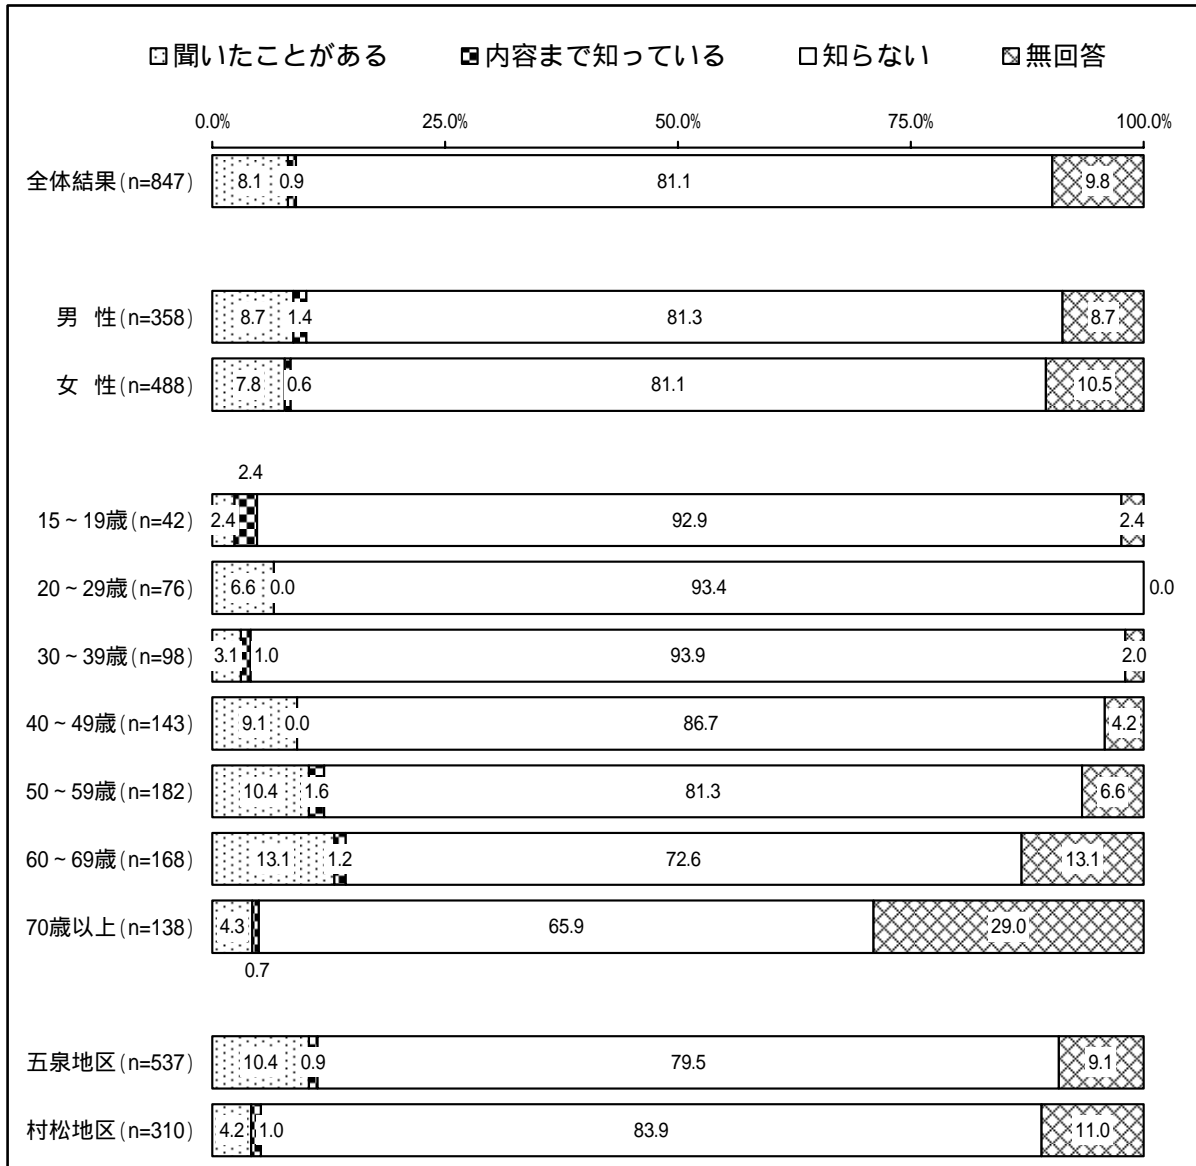 聞いたことがある 内容まで知っている 知らない 無回答
0.0% 25.0% 50.0% 75.0% 100.0%
全体結果(n=847) 8.1 0.9 81.1 9.8
男 性(n=358) 8.7 1.4 81.3 8.7
女 性(n=488) 7.8 0.6 81.1 10.5
2.4
15～19歳(n=42) 2.4 92.9 2.4
20～29歳(n=76) 6.6 0.0 93.4 0.0
30～39歳(n=98) 3.1 1.0 93.9 2.0
40～49歳(n=143) 9.1 0.0 86.7 4.2
50～59歳(n=182) 10.4 1.6 81.3 6.6
60～69歳(n=168) 13.1 1.2 72.6 13.1
70歳以上(n=138) 4.3 65.9 29.0
0.7
五泉地区(n=537) 10.4 0.9 79.5 9.1
村松地区(n=310) 4.2 1.0 83.9 11.0